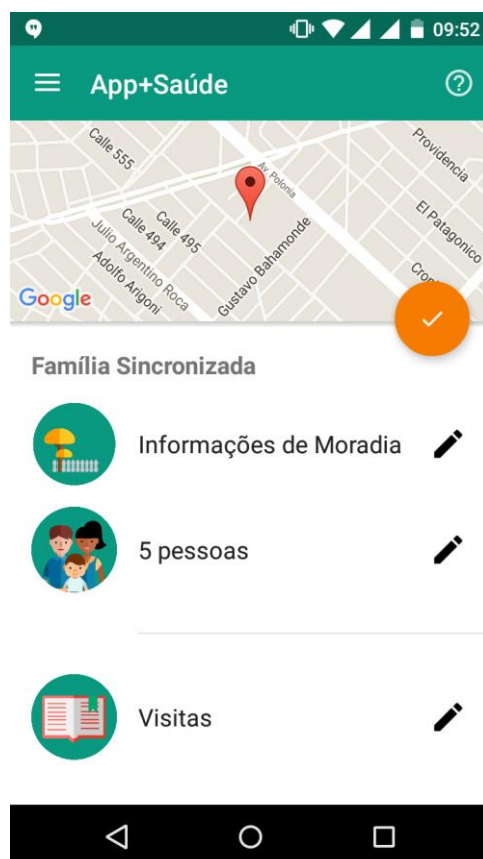 09:52
App+Saúde
Calle 555
Providencia
Av Polonia
El Patagonico
Calle 494
Calle 495
Julio Argentino Roca
Gustavo Bahamonde
Adolfo Arigoni
Google
Família Sincronizada
Informações de Moradia
5 pessoas
Visitas